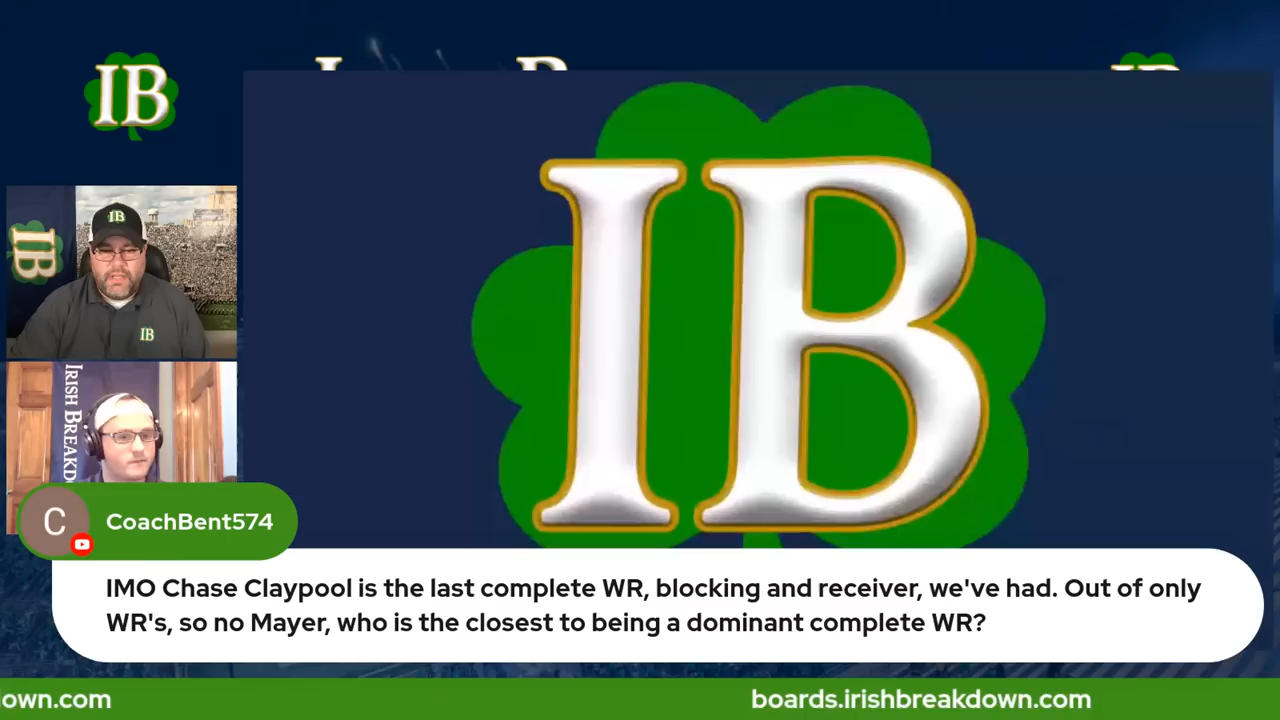 IB
IB
IB
IB
IB
IRISH BREAKD
C
CoachBent574
IMO Chase Claypool is the last complete WR, blocking and receiver, we've had. Out of only
WR's, so no Mayer, who is the closest to being a dominant complete WR?
own.com
boards.irishbreakdown.com